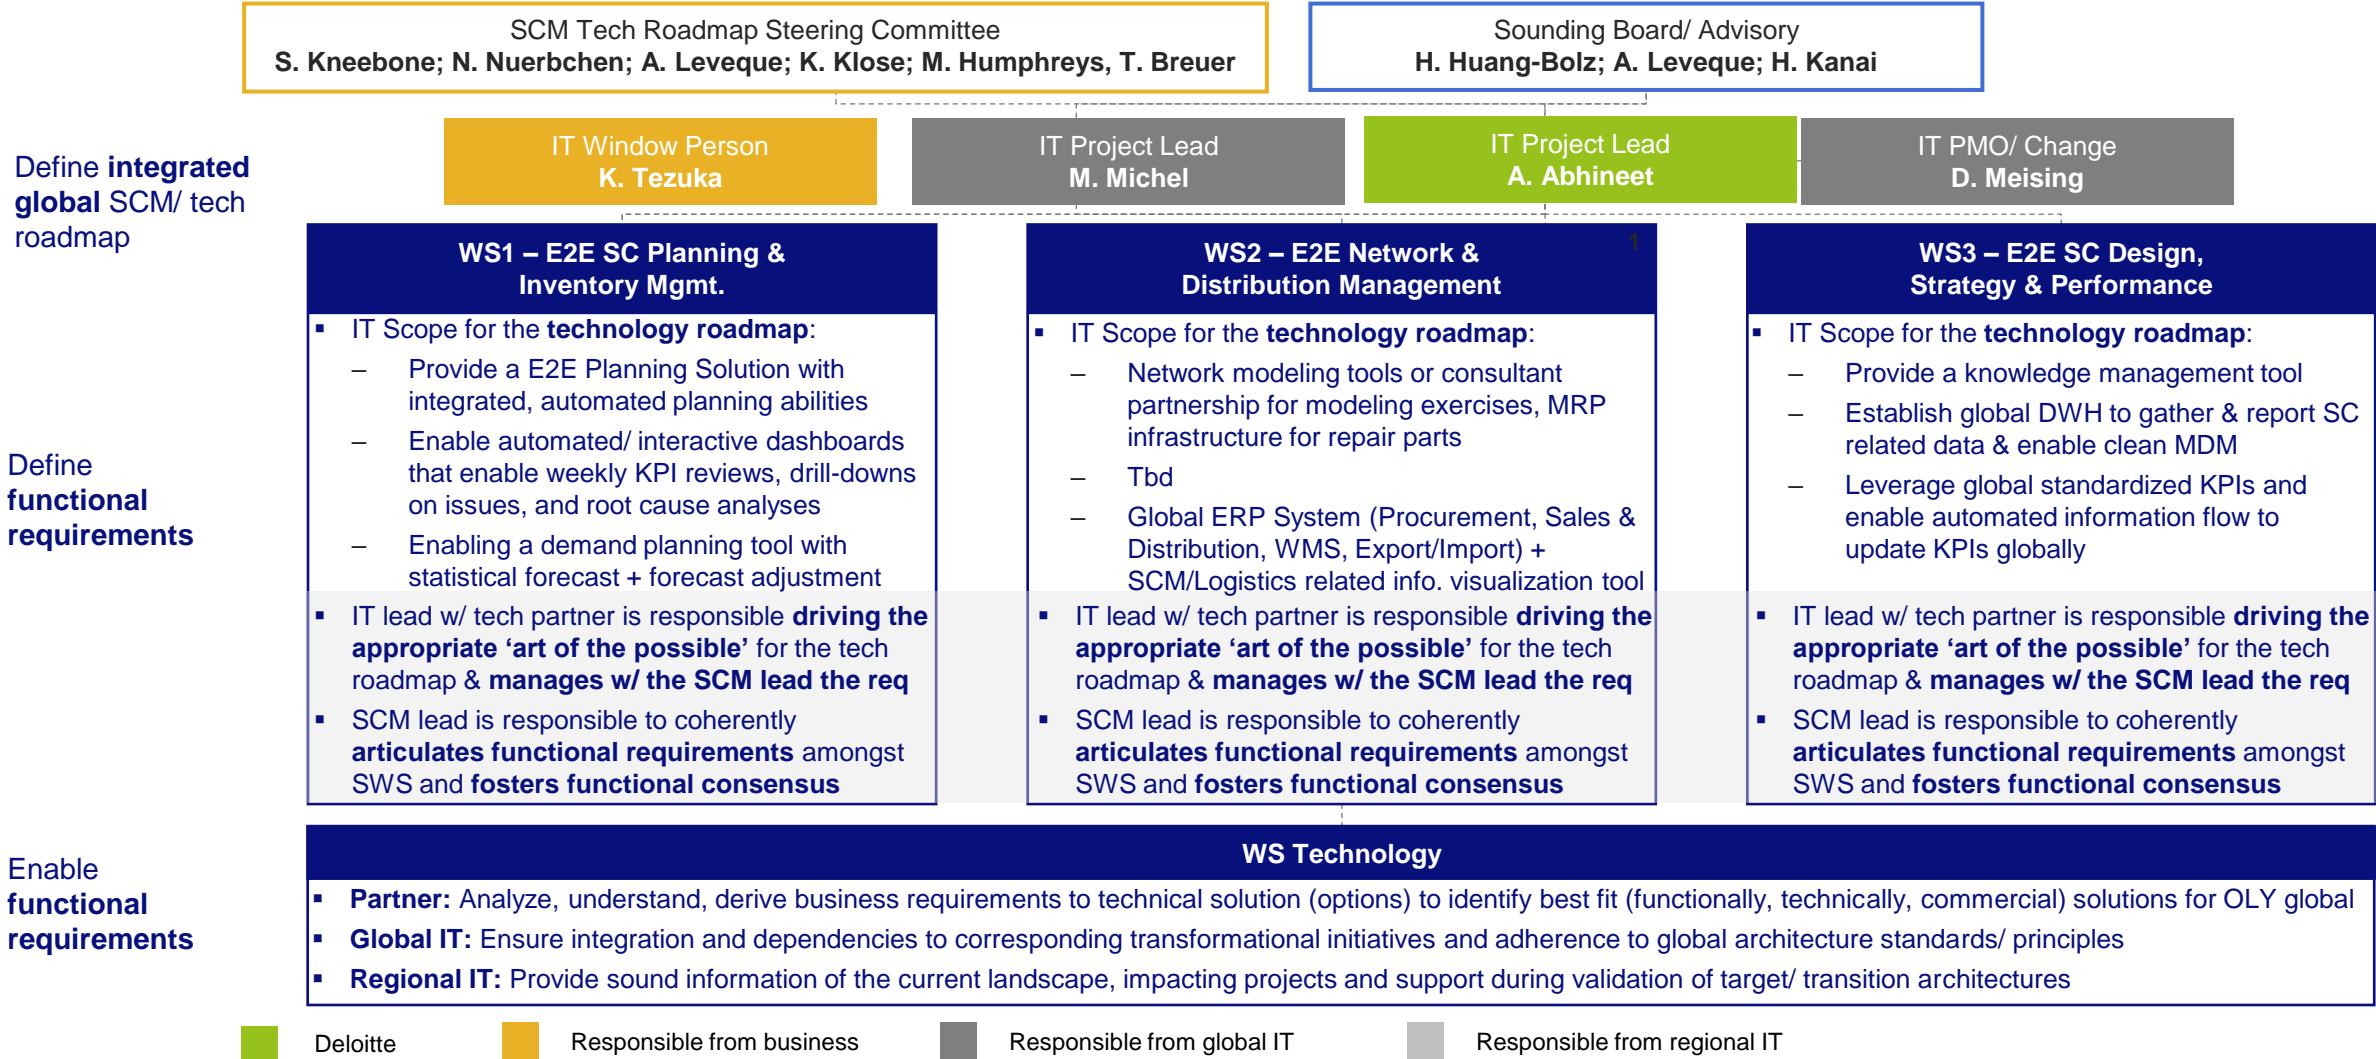 SCM Tech Roadmap Steering Committee
S. Kneebone; N. Nuerbchen; A. Leveque; K. Klose; M. Humphreys, T. Breuer
Sounding Board/ Advisory
H. Huang-Bolz; A. Leveque; H. Kanai
Define integrated
global SCM/ tech
roadmap
IT Window Person
K. Tezuka
IT Project Lead
M. Michel
IT Project Lead
A. Abhineet
IT PMO/ Change
D. Meising
WS1 – E2E SC Planning &
Inventory Mgmt.
WS2 – E2E Network &
Distribution Management
1
WS3 – E2E SC Design,
Strategy & Performance
Define
functional
requirements
▪ IT Scope for the technology roadmap:
– Provide a E2E Planning Solution with
integrated, automated planning abilities
– Enable automated/ interactive dashboards
that enable weekly KPI reviews, drill-downs
on issues, and root cause analyses
– Enabling a demand planning tool with
statistical forecast + forecast adjustment
▪ IT lead w/ tech partner is responsible driving the
appropriate ‘art of the possible’ for the tech
roadmap & manages w/ the SCM lead the req
▪ SCM lead is responsible to coherently
articulates functional requirements amongst
SWS and fosters functional consensus
▪ IT Scope for the technology roadmap:
– Network modeling tools or consultant
partnership for modeling exercises, MRP
infrastructure for repair parts
– Tbd
– Global ERP System (Procurement, Sales &
Distribution, WMS, Export/Import) +
SCM/Logistics related info. visualization tool
▪ IT lead w/ tech partner is responsible driving the
appropriate ‘art of the possible’ for the tech
roadmap & manages w/ the SCM lead the req
▪ SCM lead is responsible to coherently
articulates functional requirements amongst
SWS and fosters functional consensus
▪ IT Scope for the technology roadmap:
– Provide a knowledge management tool
– Establish global DWH to gather & report SC
related data & enable clean MDM
– Leverage global standardized KPIs and
enable automated information flow to
update KPIs globally
▪ IT lead w/ tech partner is responsible driving the
appropriate ‘art of the possible’ for the tech
roadmap & manages w/ the SCM lead the req
▪ SCM lead is responsible to coherently
articulates functional requirements amongst
SWS and fosters functional consensus
Enable
functional
requirements
WS Technology
▪ Partner: Analyze, understand, derive business requirements to technical solution (options) to identify best fit (functionally, technically, commercial) solutions for OLY global
▪ Global IT: Ensure integration and dependencies to corresponding transformational initiatives and adherence to global architecture standards/ principles
▪ Regional IT: Provide sound information of the current landscape, impacting projects and support during validation of target/ transition architectures
Deloitte
Responsible from business
Responsible from global IT
Responsible from regional IT